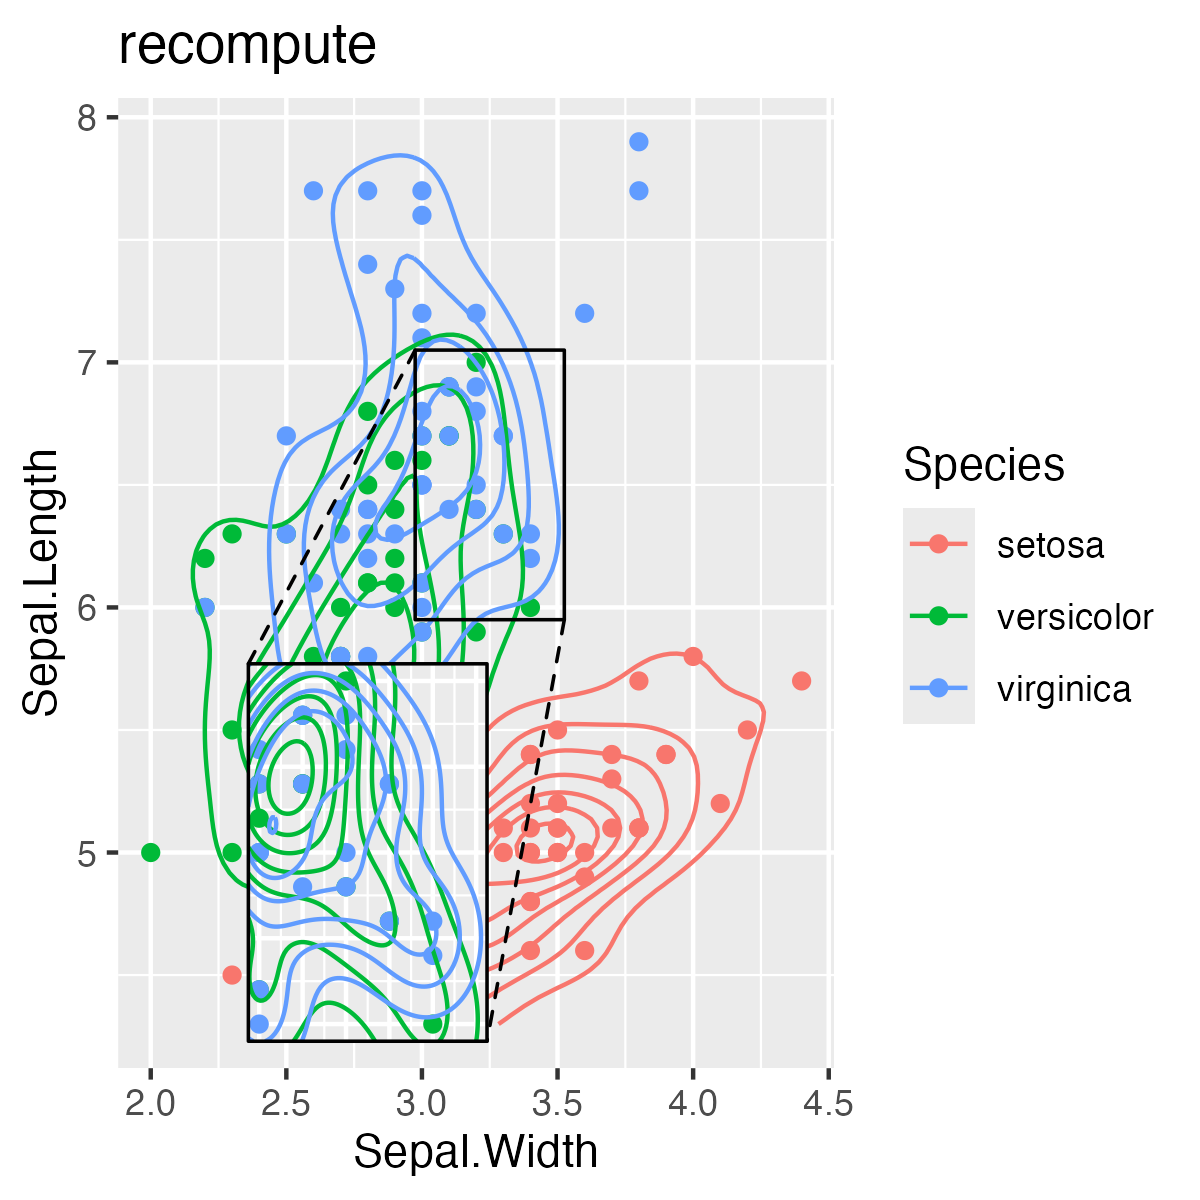 recompute
8
7
6
5
Sepal.Length
2.0 2.5 3.0 3.5 4.0 4.5
Sepal.Width
Species
setosa
versicolor
virginica